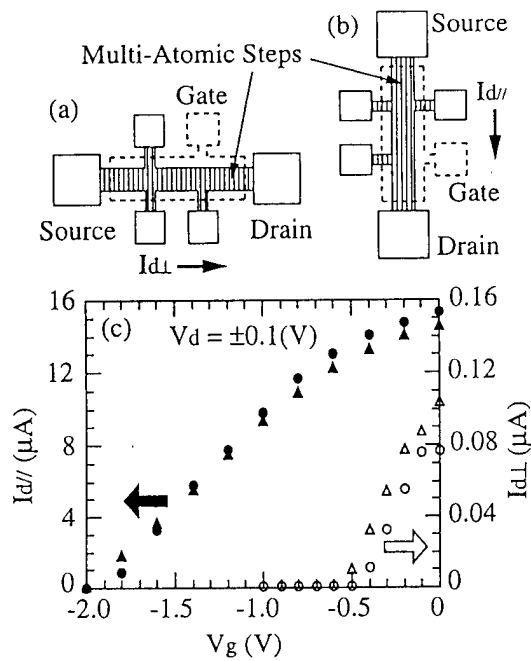 (a)
Multi-Atomic Steps
Gate
Source
Drain
Id⊥
(b)
Source
Id//
Gate
Drain
(c)
Vd = ±0.1(V)
Id// (μA)
16
12
8
4
0
Id⊥ (μA)
0.16
0.12
0.08
0.04
0
-2.0 -1.5 -1.0 -0.5 0
Vg (V)